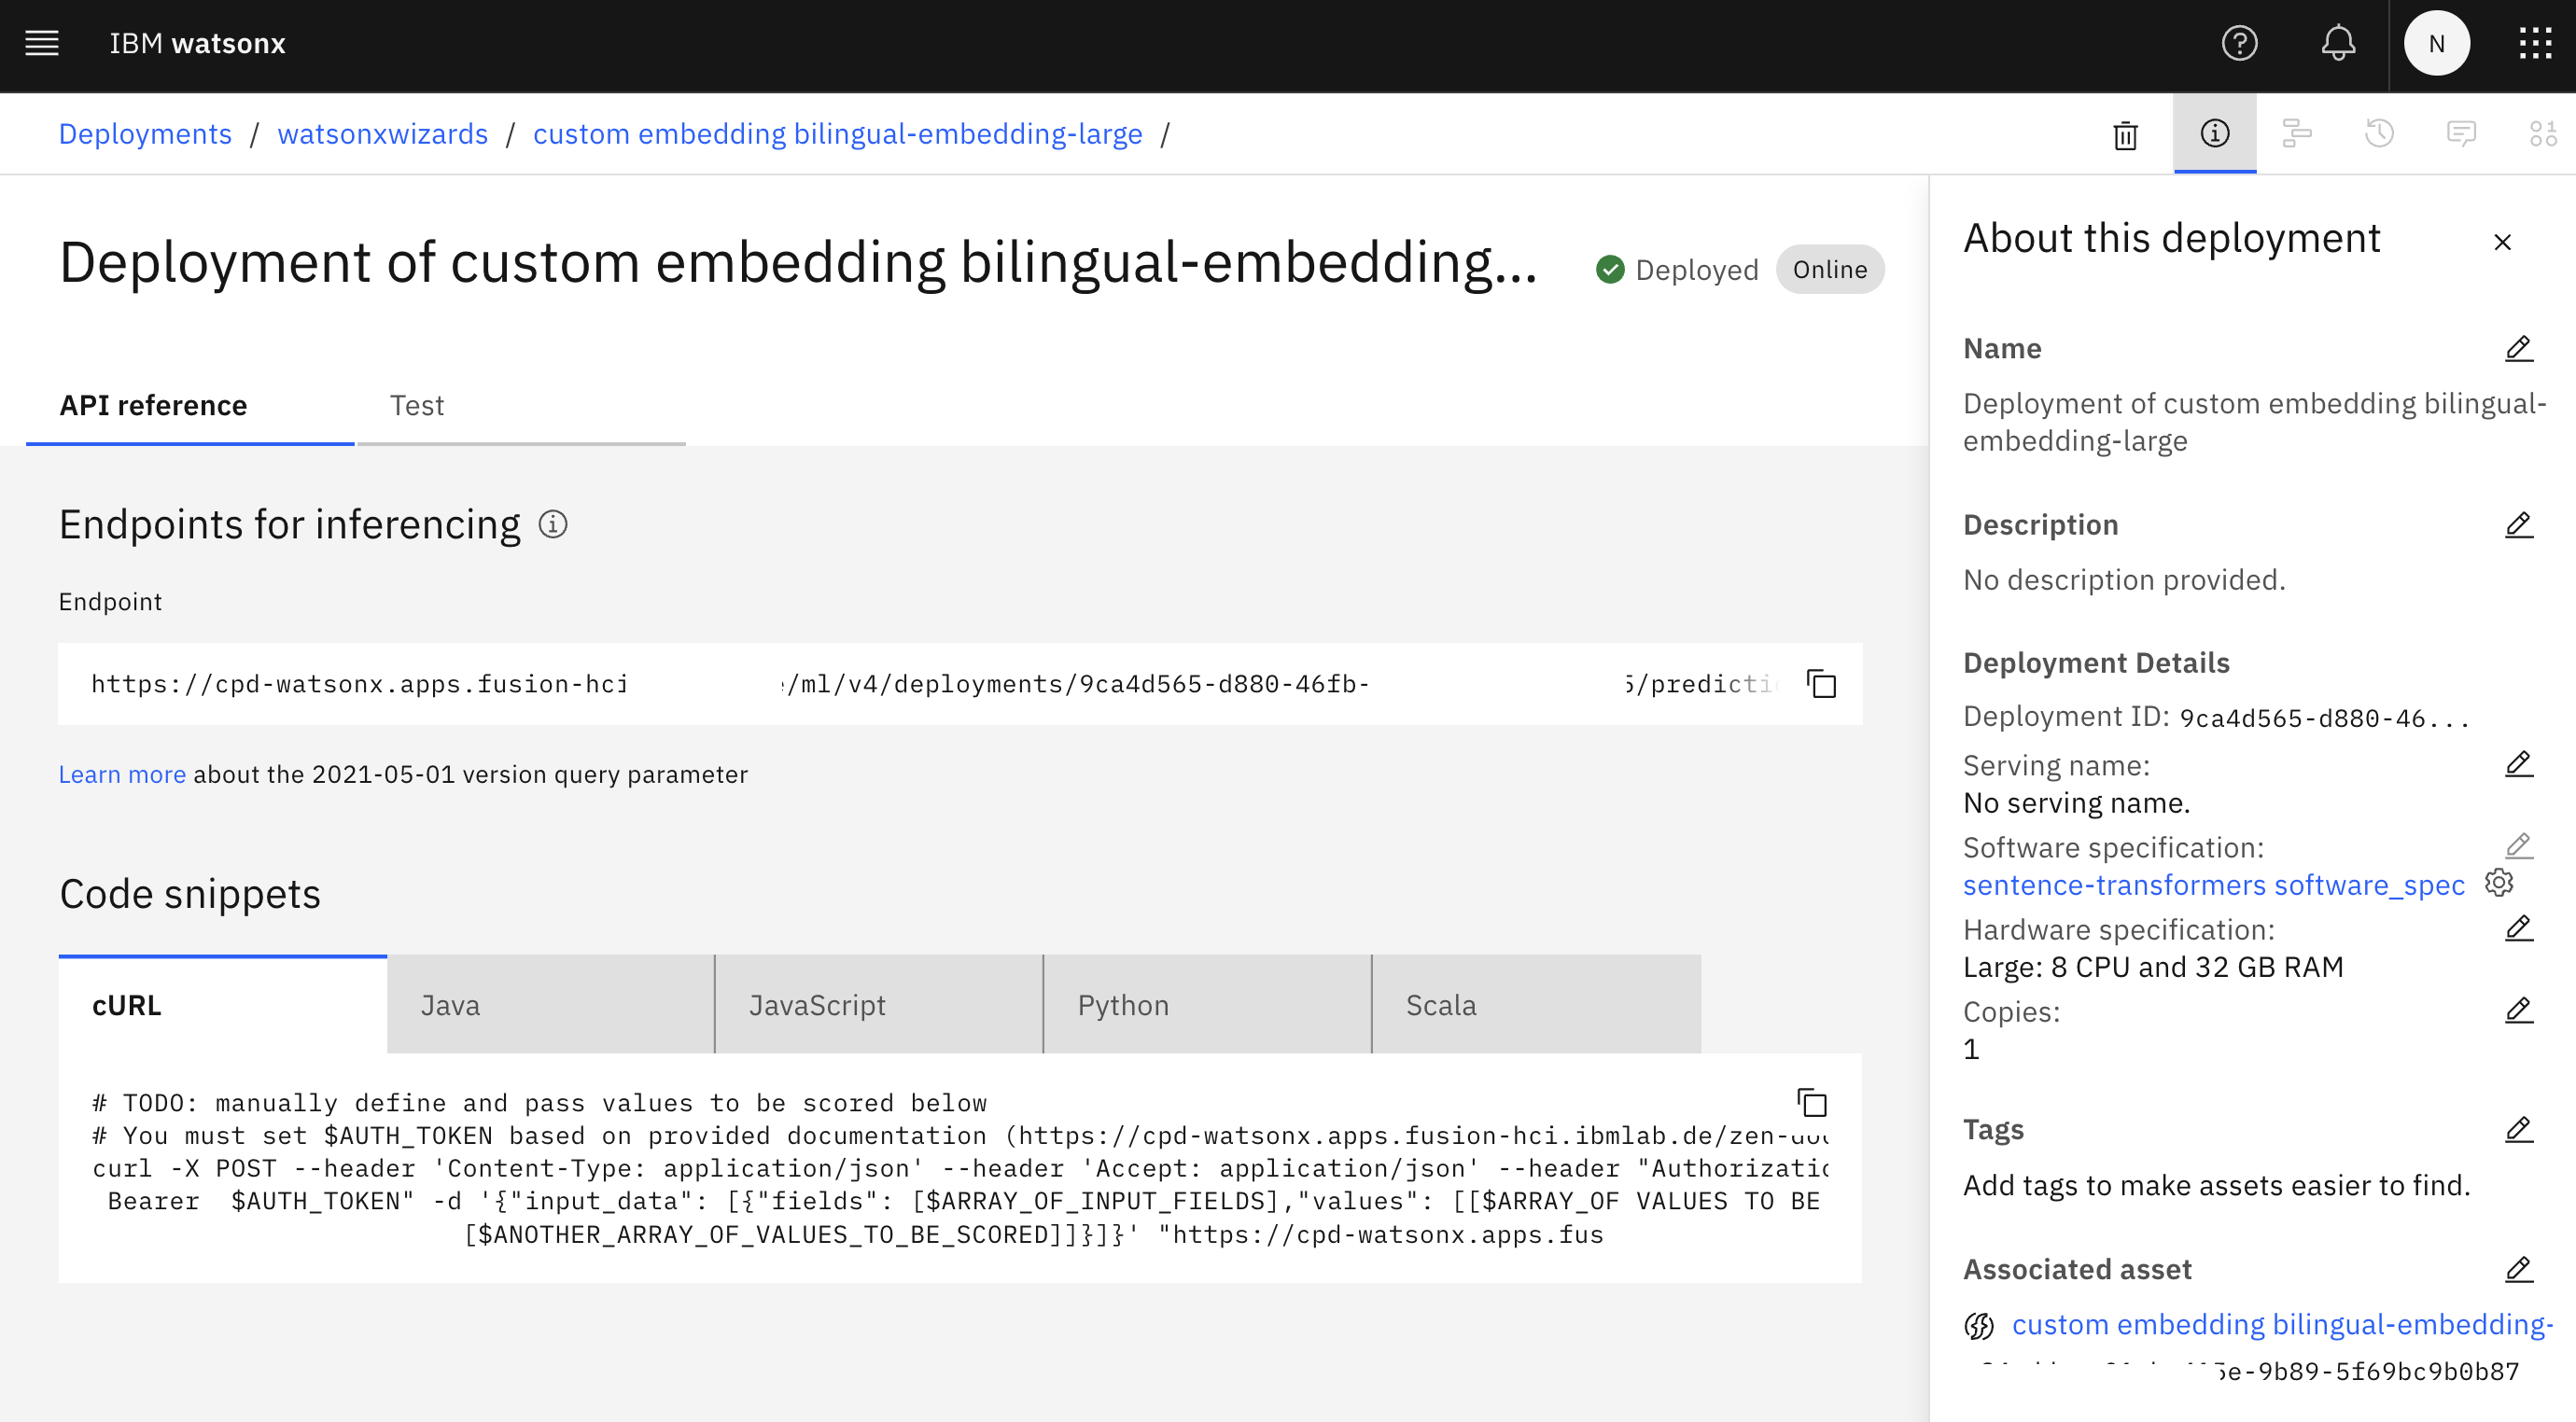 IBM watsonx
N
Deployments / watsonxwizards / custom embedding bilingual-embedding-large /
Deployment of custom embedding bilingual-embedding...
Deployed
Online
API reference
Test
Endpoints for inferencing
Endpoint
https://cpd-watsonx.apps.fusion-hci /ml/v4/deployments/9ca4d565-d880-46fb- 5/predicti
Learn more about the 2021-05-01 version query parameter
Code snippets
cURL
Java
JavaScript
Python
Scala
# TODO: manually define and pass values to be scored below
# You must set $AUTH_TOKEN based on provided documentation (https://cpd-watsonx.apps.fusion-hci.ibmlab.de/zen-doc
curl -X POST --header 'Content-Type: application/json' --header 'Accept: application/json' --header "Authorizatio
Bearer $AUTH_TOKEN" -d '{"input_data": [{"fields": [$ARRAY_OF_INPUT_FIELDS],"values": [[$ARRAY_OF VALUES TO BE
[$ANOTHER_ARRAY_OF_VALUES_TO_BE_SCORED]]}]}' "https://cpd-watsonx.apps.fus
About this deployment
Name
Deployment of custom embedding bilingual-
embedding-large
Description
No description provided.
Deployment Details
Deployment ID: 9ca4d565-d880-46...
Serving name:
No serving name.
Software specification:
sentence-transformers software_spec
Hardware specification:
Large: 8 CPU and 32 GB RAM
Copies:
1
Tags
Add tags to make assets easier to find.
Associated asset
custom embedding bilingual-embedding-
5e-9b89-5f69bc9b0b87